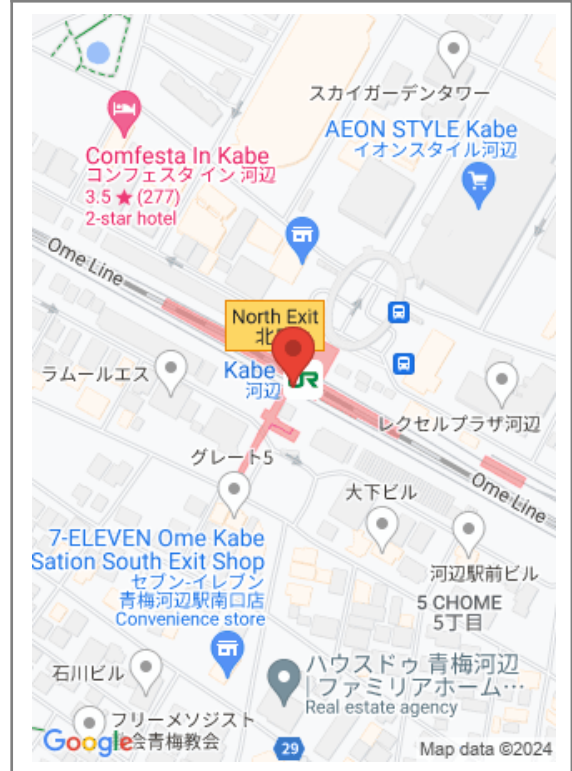 スカイガーデンタワー
AEON STYLE Kabe
イオンスタイル河辺
Comfesta In Kabe
コンフェスタ イン 河辺
3.5 ★ (277)
2-star hotel
Ome Line
North Exit
北
Kabe
河辺
JR
ラムールエス
レクセルプラザ河辺
グレート5
Ome Line
大下ビル
7-ELEVEN Ome Kabe
Sation South Exit Shop
セブン-イレブン
青梅河辺駅南口店
Convenience store
河辺駅前ビル
5 CHOME
5丁目
石川ビル
ハウスドゥ 青梅河辺
|ファミリアホーム…
Real estate agency
フリーメソジスト
会青梅教会
Google
29
Map data ©2024